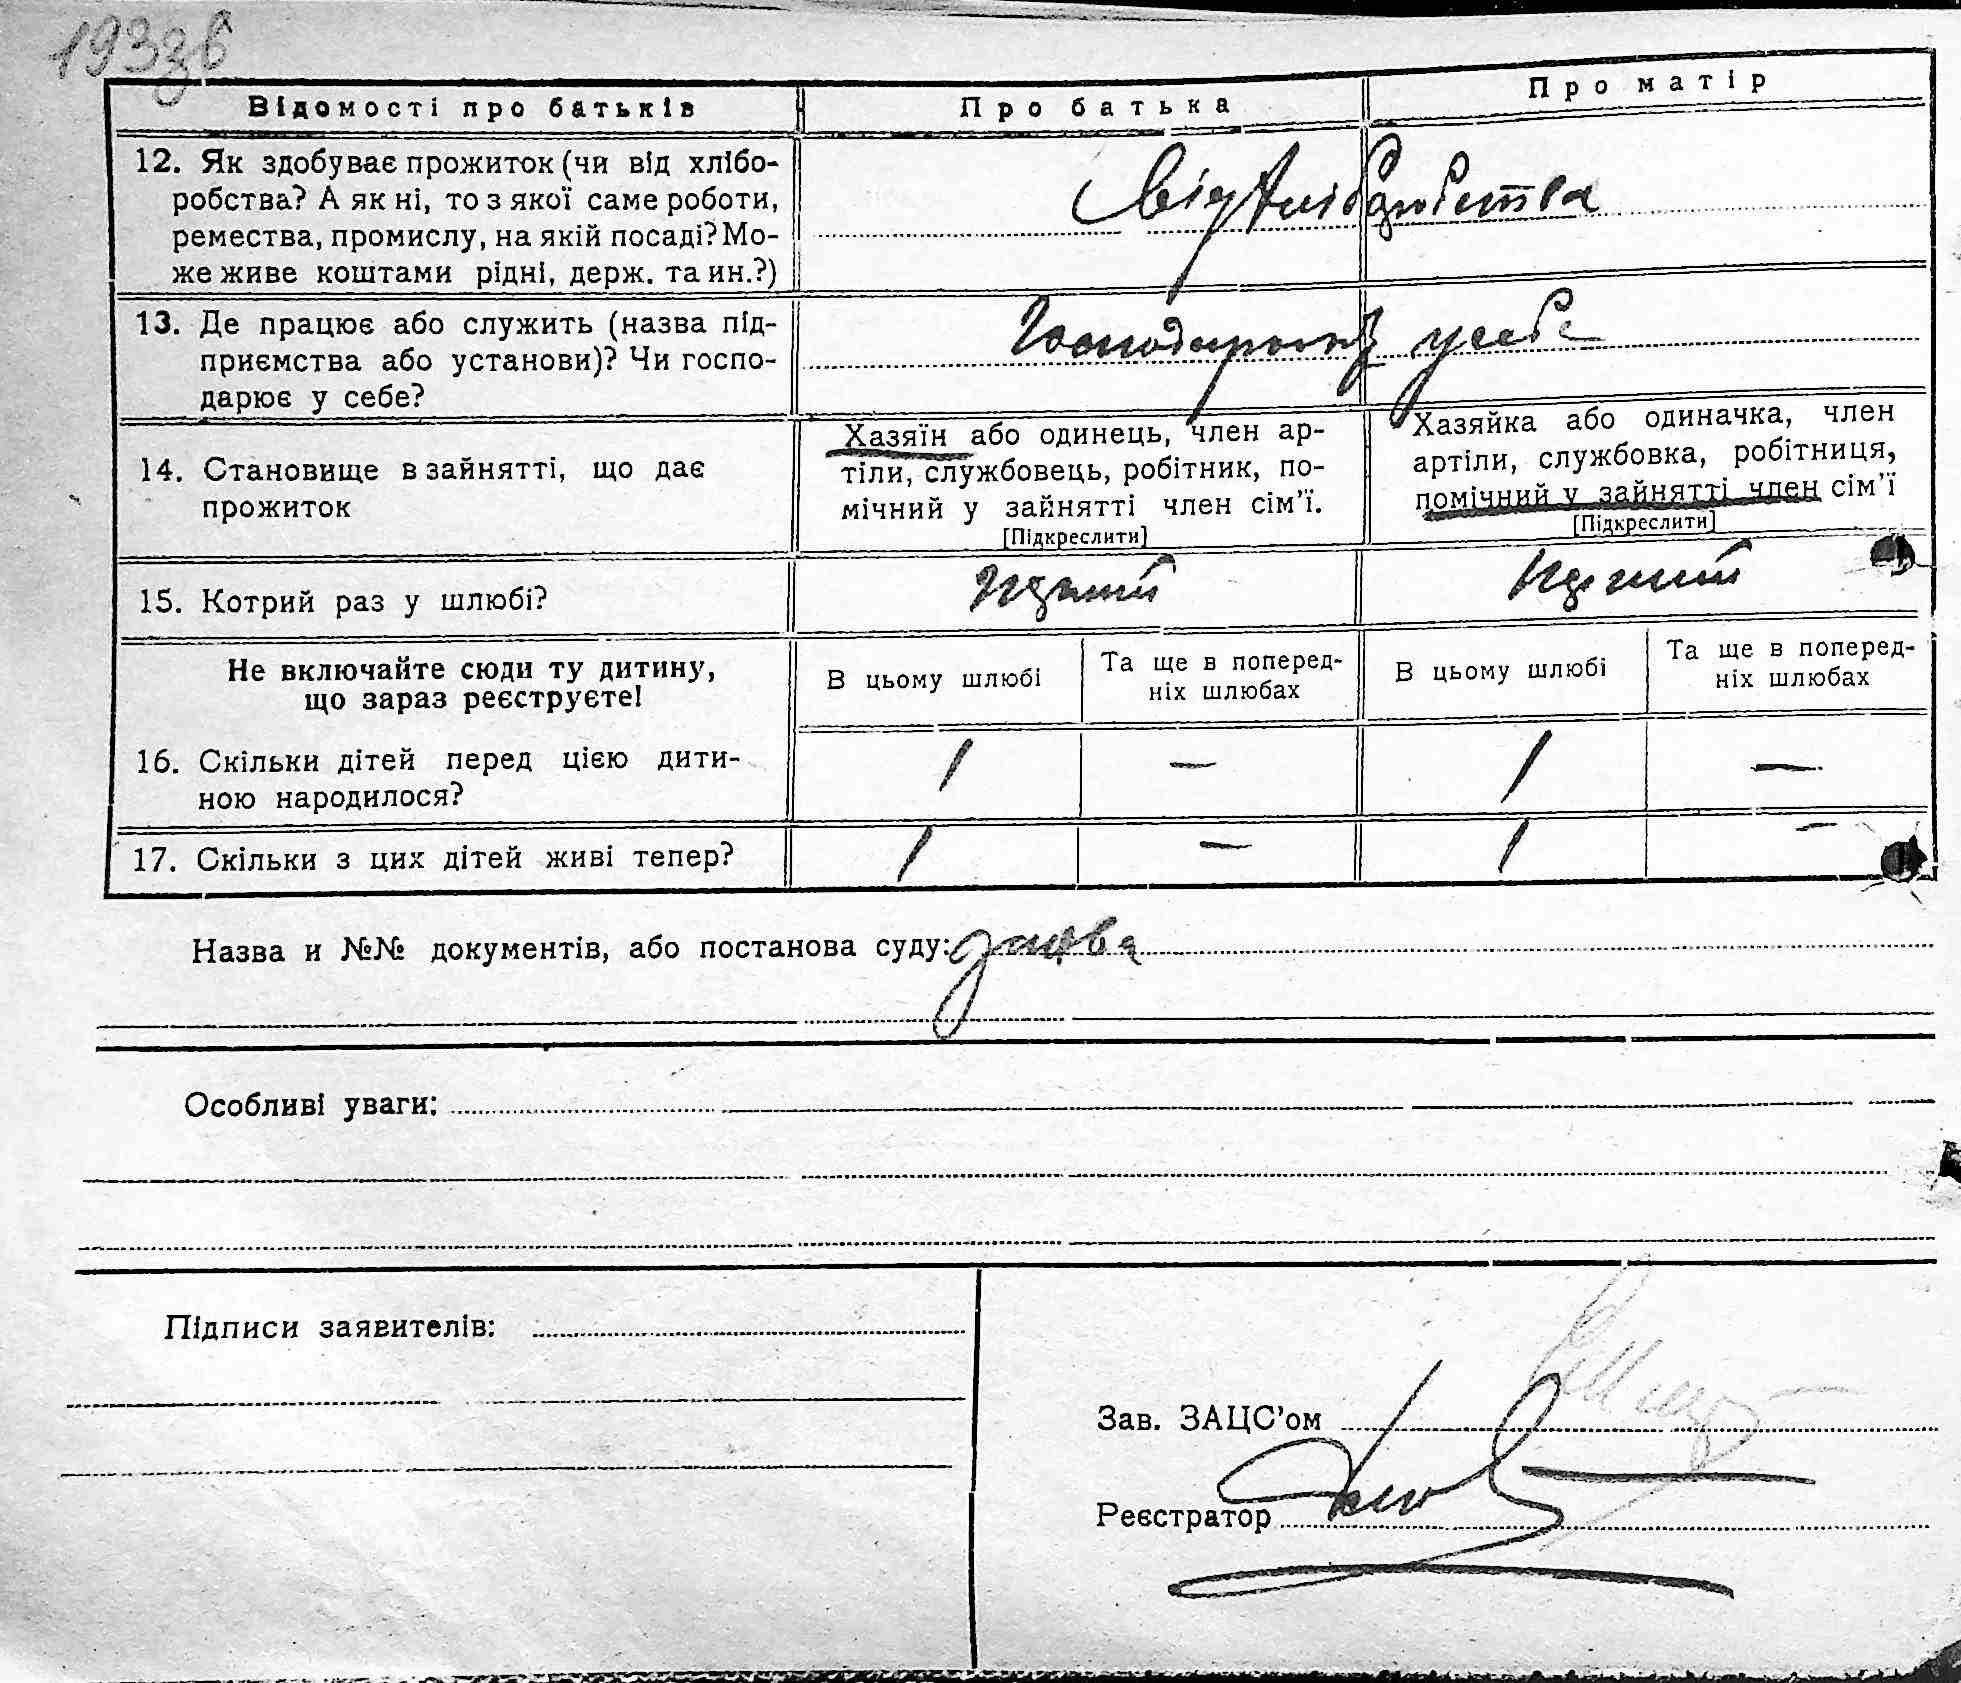 193зв
Відомості про батьків	Про батька	Про матір
12. Як здобуває прожиток (чи від хлібо-
робства? А як ні, то з якої саме роботи,
ремества, промислу, на якій посаді? Мо-
же живе коштами рідні, держ. та ин.?)
Від хліборобства
13. Де працює або служить (назва під-
приємства або установи)? Чи госпо-
дарює у себе?
Господарюють у себе
14. Становище в зайнятті, що дає
прожиток
Хазяїн або одинець, член ар-
тіли, службовець, робітник, по-
мічний у зайнятті член сім'ї.
[Підкреслити]
Хазяйка або одиначка, член
артіли, службовка, робітниця,
помічний у зайнятті член сім'ї
[Підкреслити]
15. Котрий раз у шлюбі?
Не включайте сюди ту дитину,
що зараз реєструєте!
В цьому шлюбі
Та ще в поперед-
ніх шлюбах
В цьому шлюбі
Та ще в поперед-
ніх шлюбах
16. Скільки дітей перед цією дити-
ною народилося?
1 — 1 —
17. Скільки з цих дітей живі тепер? 1 — 1 —
Назва и №№ документів, або постанова суду:
Особливі уваги:
Підписи заявителів:
Зав. ЗАЦС'ом
Реєстратор